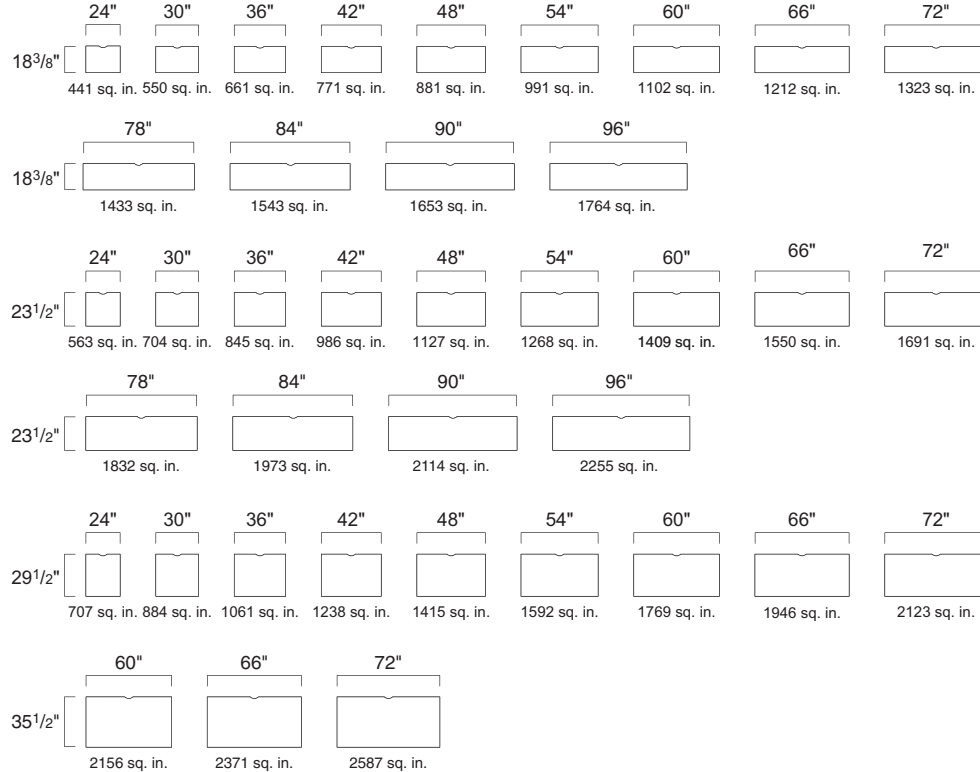 24" 30" 36" 42" 48" 54" 60" 66" 72"
18 3/8"
441 sq. in. 550 sq. in. 661 sq. in. 771 sq. in. 881 sq. in. 991 sq. in. 1102 sq. in. 1212 sq. in. 1323 sq. in.
78" 84" 90" 96"
18 3/8"
1433 sq. in. 1543 sq. in. 1653 sq. in. 1764 sq. in.
24" 30" 36" 42" 48" 54" 60" 66" 72"
23 1/2"
563 sq. in. 704 sq. in. 845 sq. in. 986 sq. in. 1127 sq. in. 1268 sq. in. 1409 sq. in. 1550 sq. in. 1691 sq. in.
78" 84" 90" 96"
23 1/2"
1832 sq. in. 1973 sq. in. 2114 sq. in. 2255 sq. in.
24" 30" 36" 42" 48" 54" 60" 66" 72"
29 1/2"
707 sq. in. 884 sq. in. 1061 sq. in. 1238 sq. in. 1415 sq. in. 1592 sq. in. 1769 sq. in. 1946 sq. in. 2123 sq. in.
60" 66" 72"
35 1/2"
2156 sq. in. 2371 sq. in. 2587 sq. in.